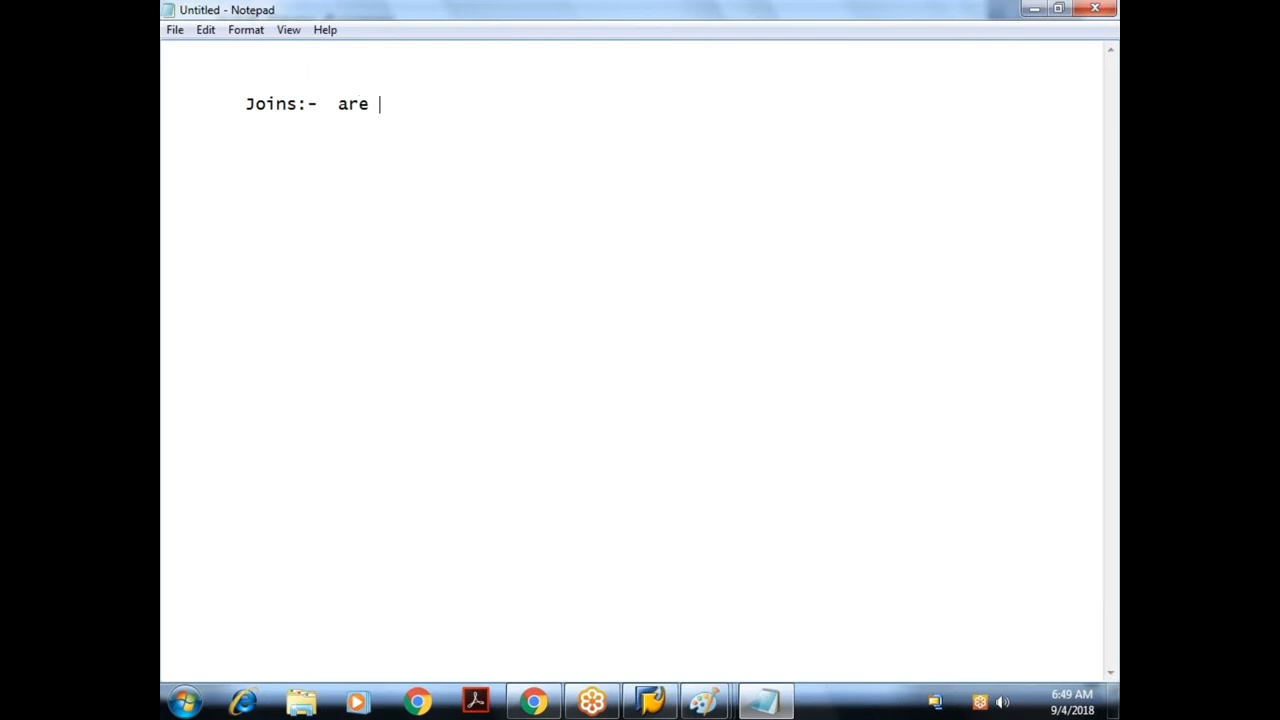 Untitled - Notepad
File Edit Format View Help
Joins:- are
6:49 AM
9/4/2018